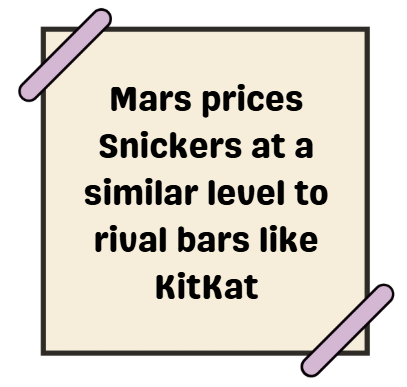 Mars prices
Snickers at a
similar level to
rival bars like
KitKat